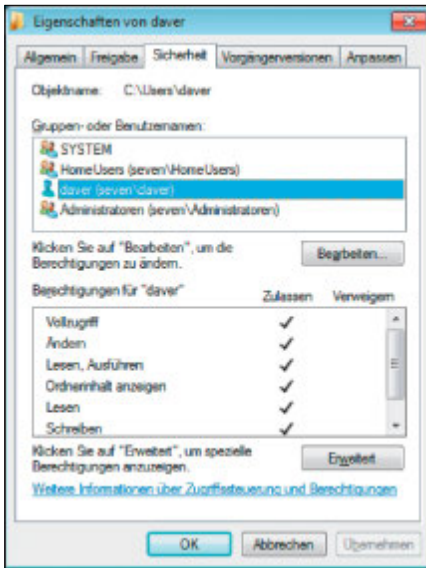 Eigenschaften von daver
Allgemein Freigabe Sicherheit Vorgängerversionen Anpassen
Objektname: C:\Users\daver
Gruppen- oder Benutzernamen:
SYSTEM
HomeUsers (seven\HomeUsers)
daver (seven\daver)
Administratoren (seven\Administratoren)
Klicken Sie auf "Bearbeiten", um die
Berechtigungen zu ändern.
Bearbeiten...
Berechtigungen für "daver" Zulassen Verweigern
Vollzugriff
Ändern
Lesen, Ausführen
Ordnerinhalt anzeigen
Lesen
Schreiben
Klicken Sie auf "Erweitert", um spezielle
Berechtigungen anzuzeigen.
Erweitert
Weitere Informationen über Zugriffssteuerung und Berechtigungen
OK Abbrechen Übernehmen